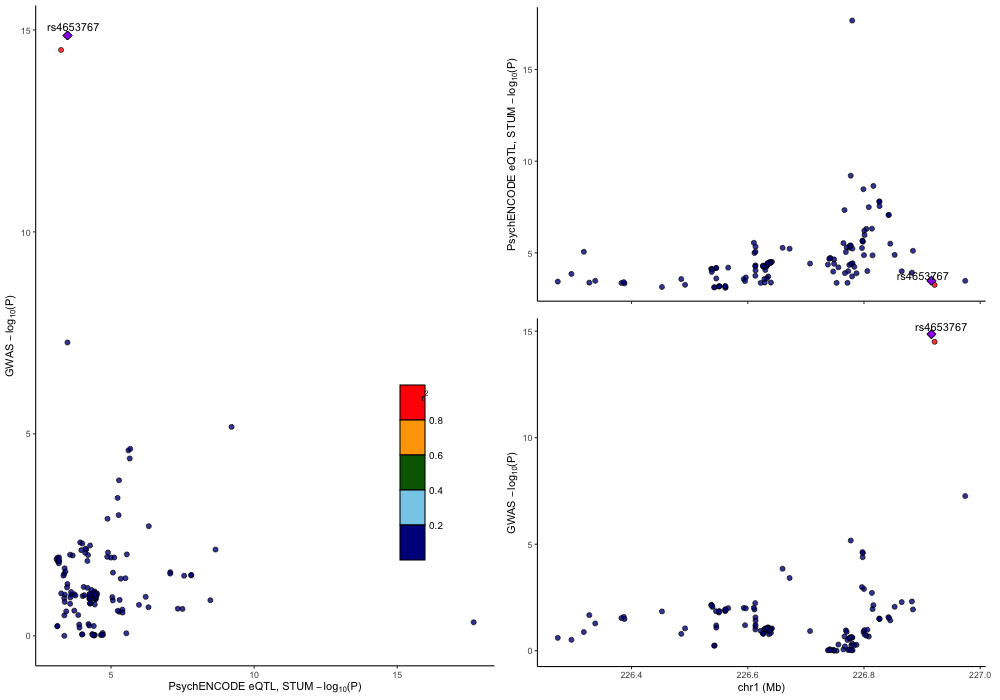 rs4653767
15
10
5
0
GWAS −log10(P)
5
10
15
PsychENCODE eQTL, STUM −log10(P)
r2
0.8
0.6
0.4
0.2
15
10
5
PsychENCODE eQTL, STUM −log10(P)
rs4653767
rs4653767
15
10
5
0
GWAS −log10(P)
226.4
226.6
226.8
227.0
chr1 (Mb)